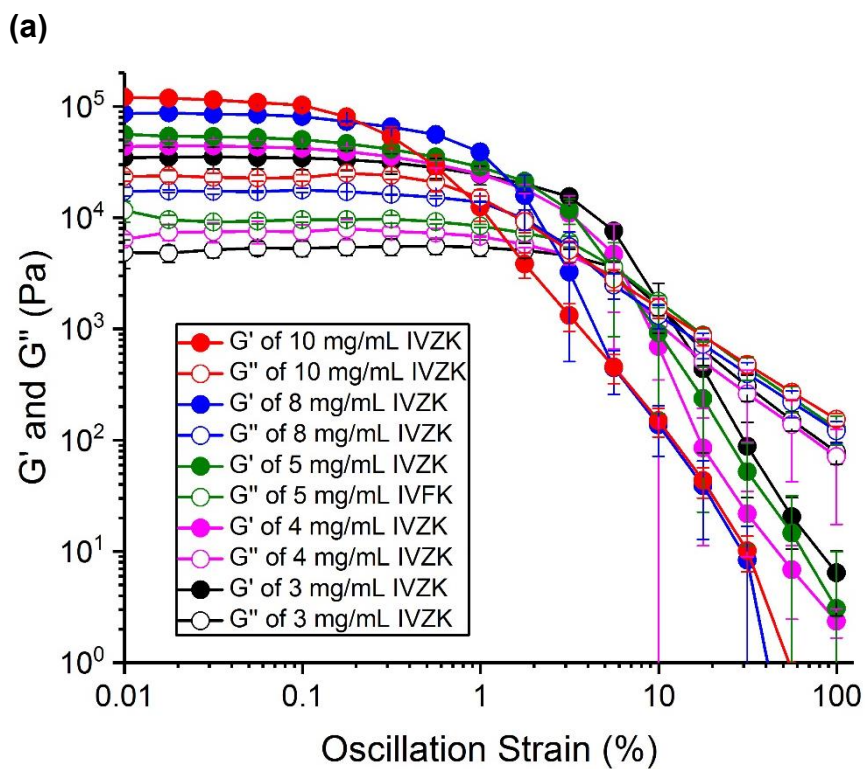 (a)
G' and G" (Pa)
10⁵
10⁴
10³
10²
10¹
10⁰
G' of 10 mg/mL IVZK
G" of 10 mg/mL IVZK
G' of 8 mg/mL IVZK
G" of 8 mg/mL IVZK
G' of 5 mg/mL IVZK
G" of 5 mg/mL IVFK
G' of 4 mg/mL IVZK
G" of 4 mg/mL IVZK
G' of 3 mg/mL IVZK
G" of 3 mg/mL IVZK
0.01 0.1 1 10 100
Oscillation Strain (%)